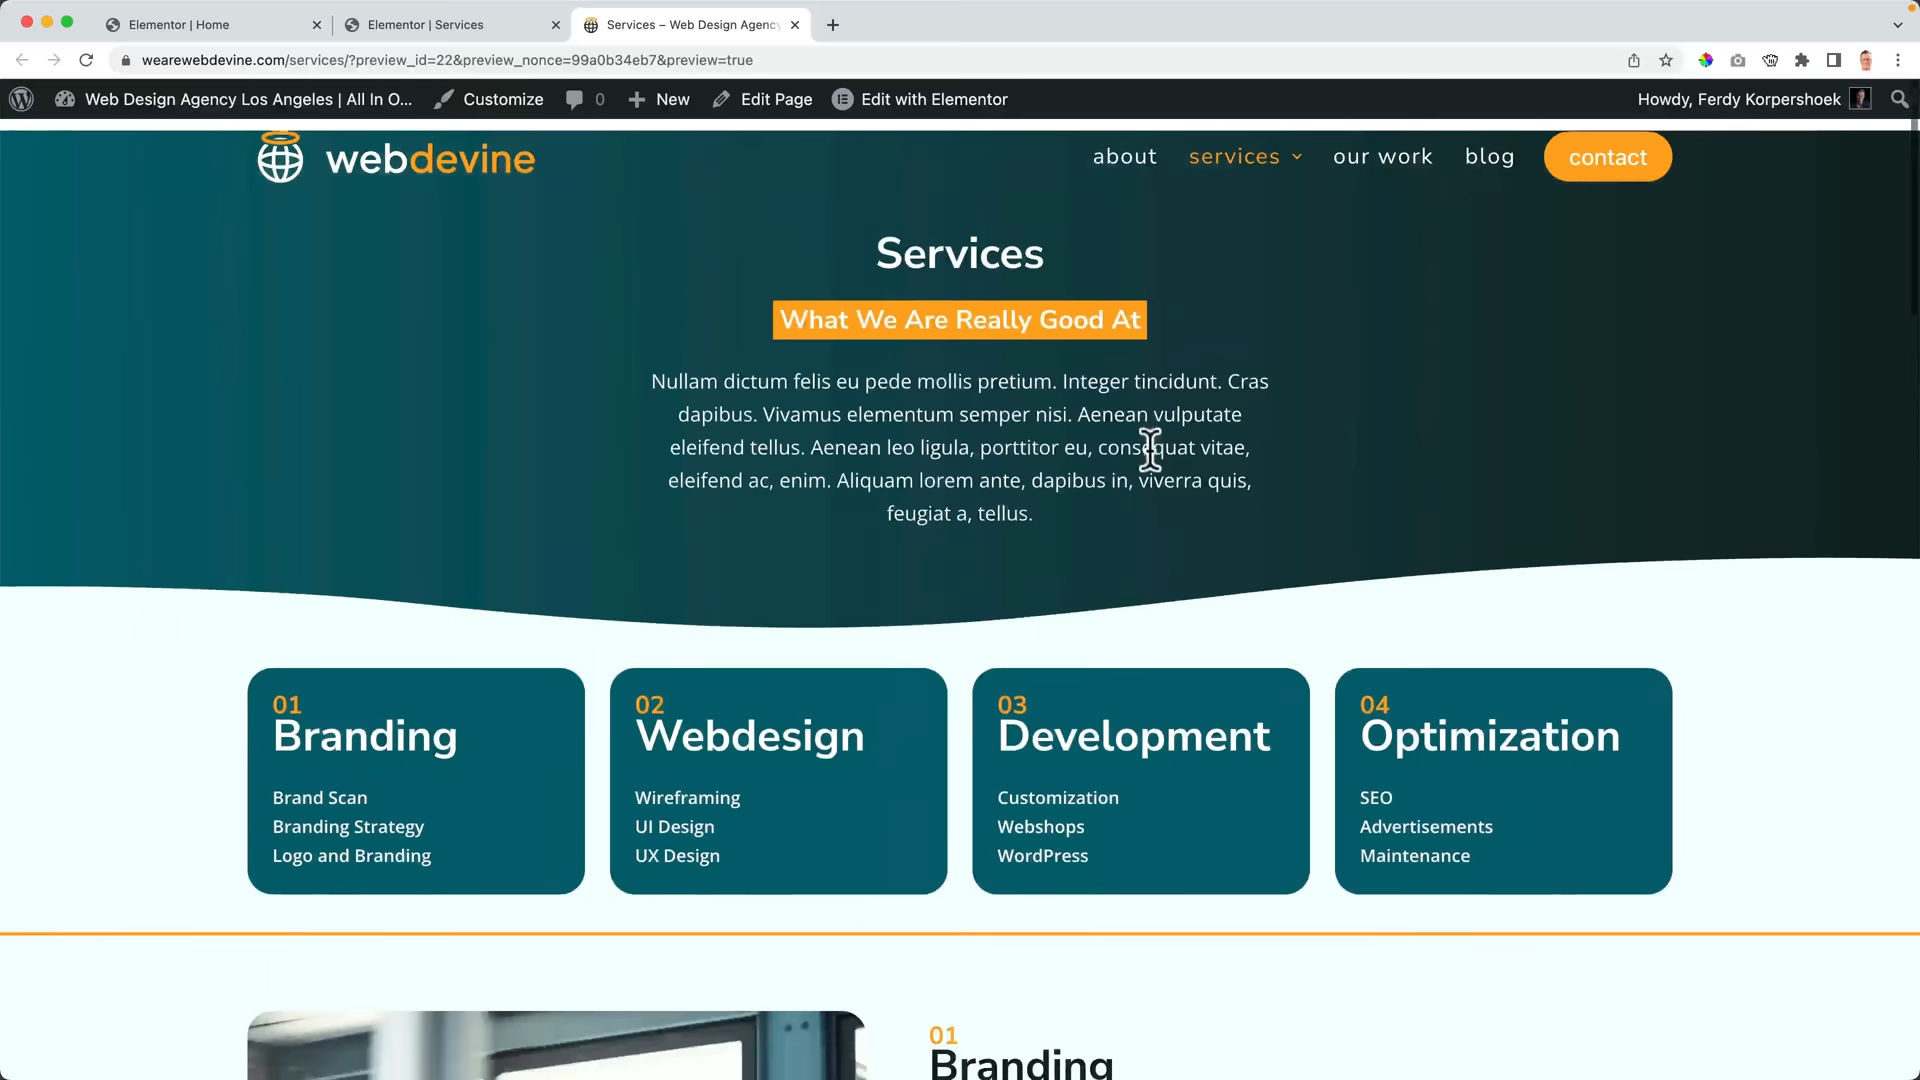 Elementor | Home
Elementor | Services
Services – Web Design Agency
wearewebdevine.com/services/?preview_id=22&preview_nonce=99a0b34eb7&preview=true
Web Design Agency Los Angeles | All In O...
Customize
0
New
Edit Page
Edit with Elementor
Howdy, Ferdy Korpershoek
webdevine
about
services
our work
blog
contact
Services
What We Are Really Good At
Nullam dictum felis eu pede mollis pretium. Integer tincidunt. Cras
dapibus. Vivamus elementum semper nisi. Aenean vulputate
eleifend tellus. Aenean leo ligula, porttitor eu, consequat vitae,
eleifend ac, enim. Aliquam lorem ante, dapibus in, viverra quis,
feugiat a, tellus.
01
Branding
Brand Scan
Branding Strategy
Logo and Branding
02
Webdesign
Wireframing
UI Design
UX Design
03
Development
Customization
Webshops
WordPress
04
Optimization
SEO
Advertisements
Maintenance
01
Branding